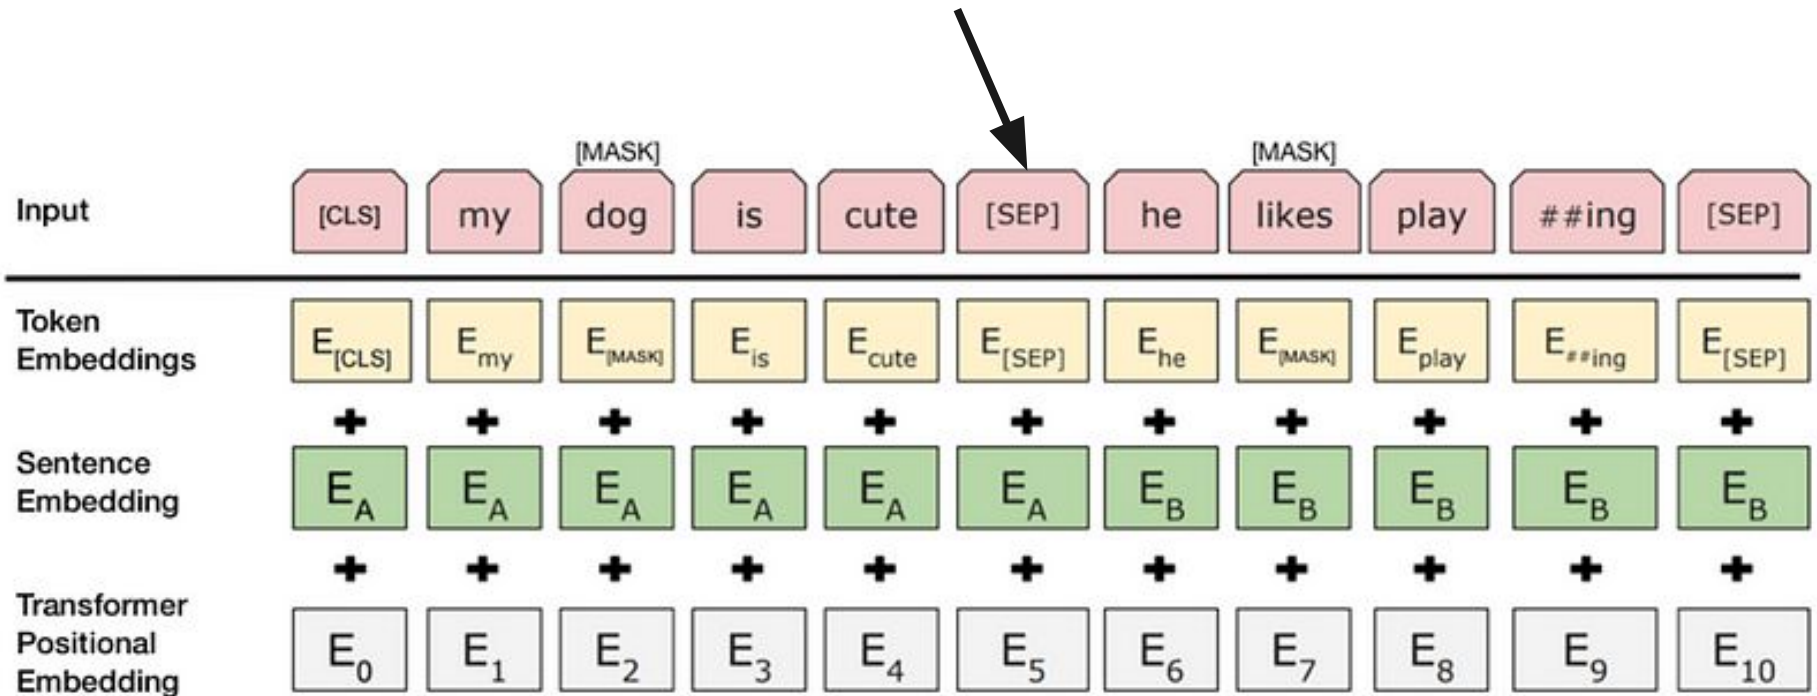 [MASK] [MASK]
Input [CLS] my dog is cute [SEP] he likes play ##ing [SEP]
Token
Embeddings
E[CLS] Emy E[MASK] Eis Ecute E[SEP] Ehe E[MASK] Eplay E##ing E[SEP]
+ + + + + + + + + + +
Sentence
Embedding
EA EA EA EA EA EA EB EB EB EB EB
+ + + + + + + + + + +
Transformer
Positional
Embedding
E0 E1 E2 E3 E4 E5 E6 E7 E8 E9 E10